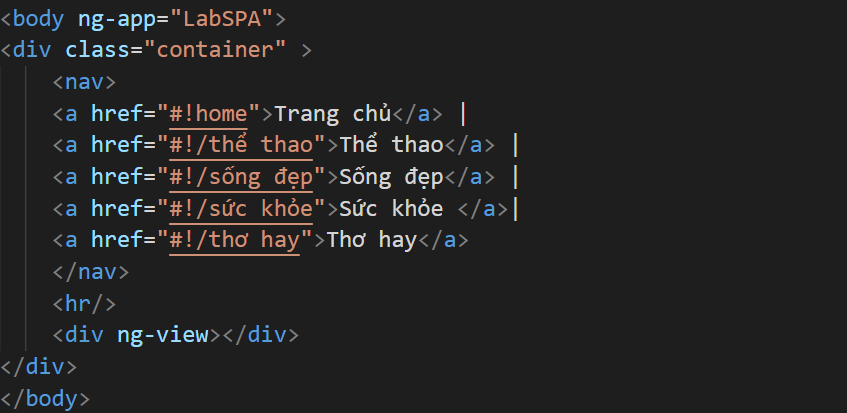 <body ng-app="LabSPA">
<div class="container" >
<nav>
<a href="#!home">Trang chủ</a> |
<a href="#!/thể thao">Thể thao</a> |
<a href="#!/sống đẹp">Sống đẹp</a> |
<a href="#!/sức khỏe">Sức khỏe </a>|
<a href="#!/thơ hay">Thơ hay</a>
</nav>
<hr/>
<div ng-view></div>
</div>
</body>